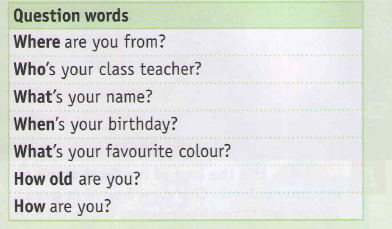 Question words
Where are you from?
Who's your class teacher?
What's your name?
When's your birthday?
What's your favourite colour?
How old are you?
How are you?